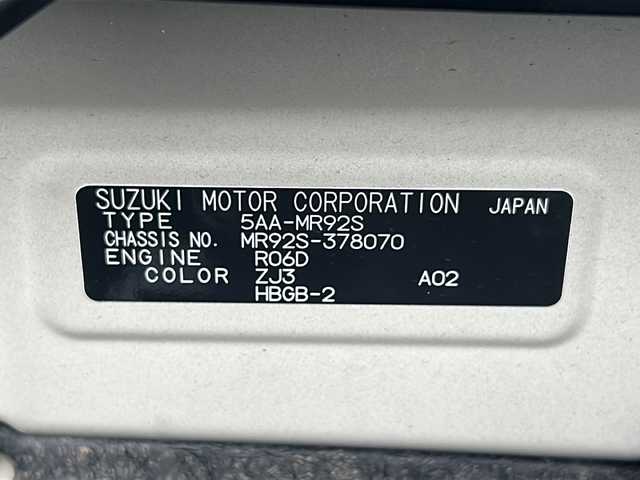 SUZUKI MOTOR CORPORATION JAPAN
TYPE 5AA-MR92S
CHASSIS NO. MR92S-378070
ENGINE R06D
COLOR ZJ3 A02
HBGB-2